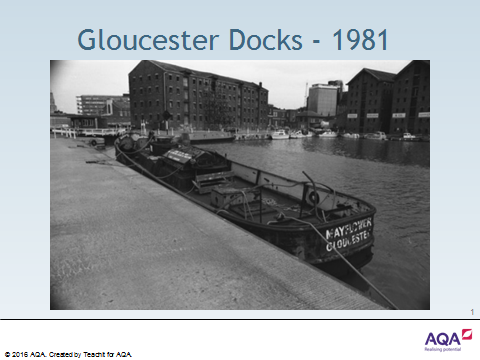 Gloucester Docks - 1981
MAYFLOWER
GLOUCESTER
1
AQA
Realising potential
© 2016 AQA. Created by Teachit for AQA.